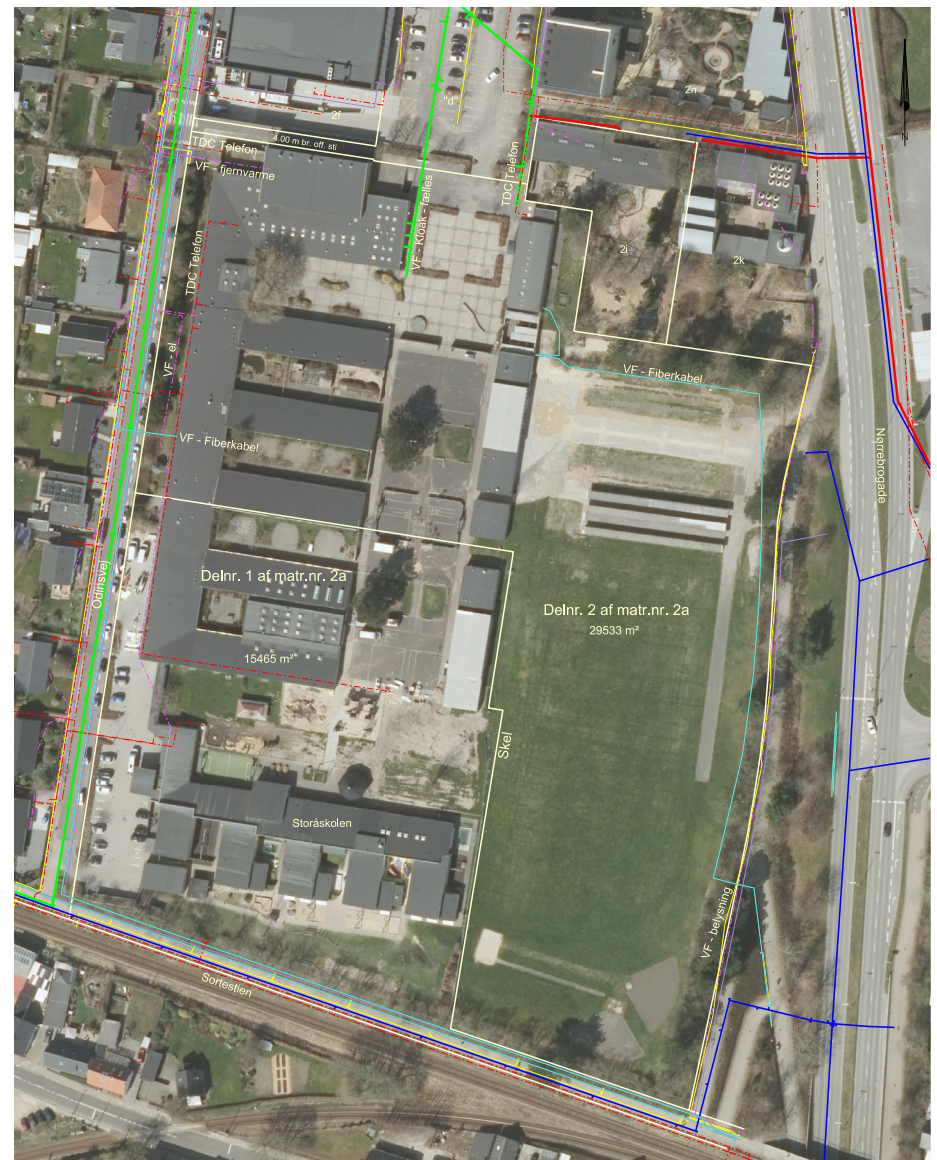 2n
"d"
2f
4.00 m br. off. sti
TDC Telefon
VF - fjernvarme
TDC Telefon
VF - Kloak - fælles
TDC Telefon
2i
2k
N
VF - el
VF - Fiberkabel
VF - Fiberkabel
Nørrebrogade
Odinsvej
Delnr. 1 af matr.nr. 2a
15465 m²
Delnr. 2 af matr.nr. 2a
29533 m²
Skel
Storåskolen
VF - belysning
Sortestien